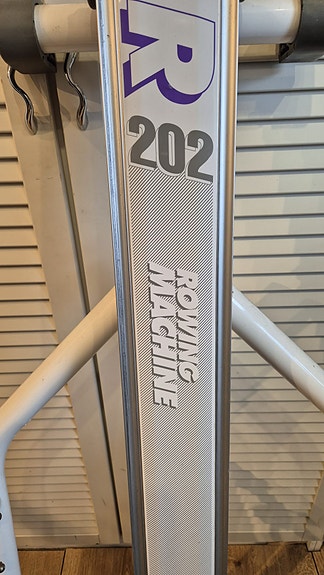 R
202
ROWING
MACHINE